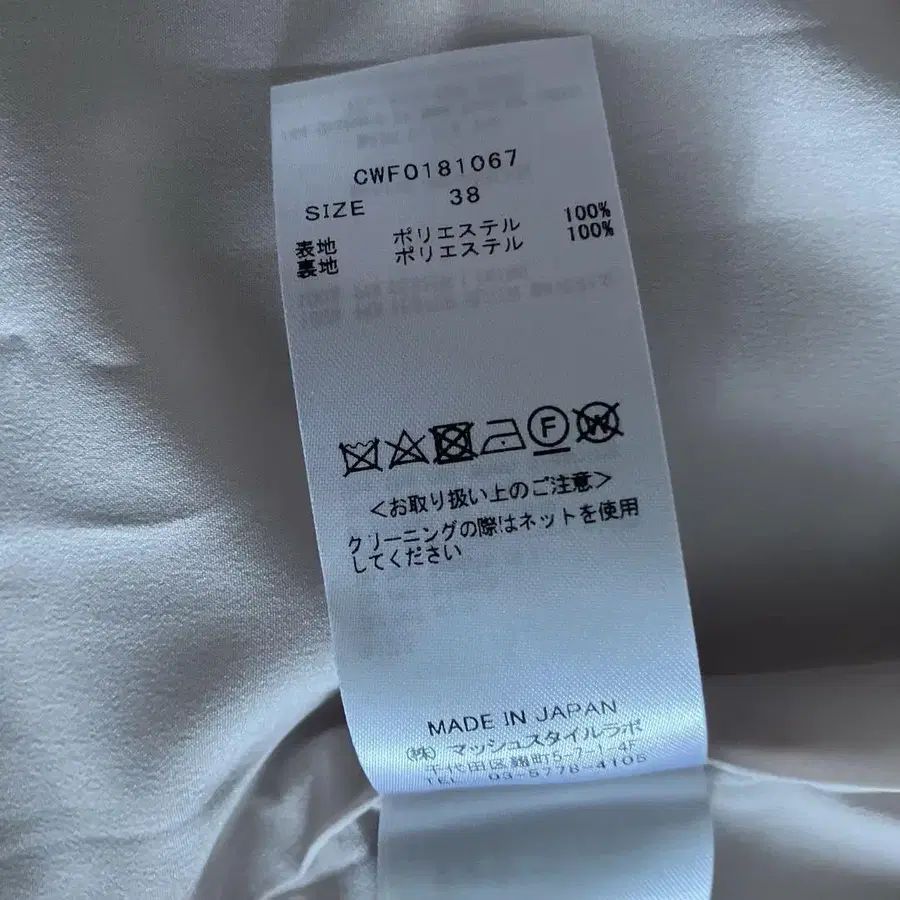 CWFO181067
SIZE 38
表地 ポリエステル 100%
裏地 ポリエステル 100%
F W
<お取り扱い上のご注意>
クリーニングの際はネットを使用
してください
MADE IN JAPAN
㈱ マッシュスタイルラボ
千代田区麹町5-7-1-4F
TEL 03-5778-4105